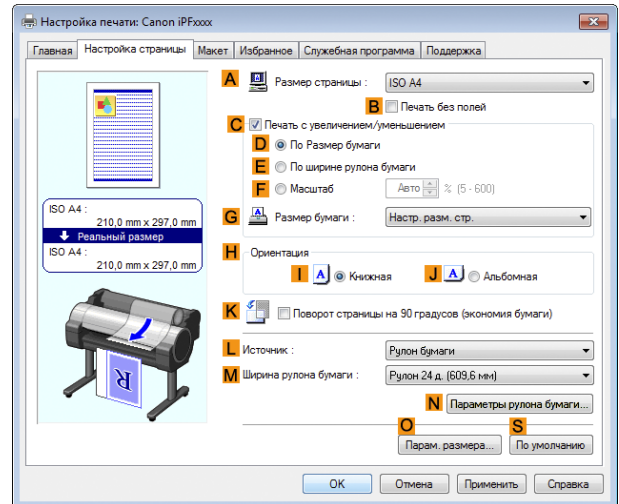 Настройка печати: Canon iPFxxxx
Главная Настройка страницы Макет Избранное Служебная программа Поддержка
A Размер страницы : ISO A4
B Печать без полей
C Печать с увеличением/уменьшением
D По Размер бумаги
E По ширине рулона бумаги
F Масштаб Авто % (5 - 600)
G Размер бумаги : Настр. разм. стр.
ISO A4 :
210,0 mm x 297,0 mm
Реальный размер
ISO A4 :
210,0 mm x 297,0 mm
H Ориентация
I A Книжная J A Альбомная
K Поворот страницы на 90 градусов (экономия бумаги)
L Источник : Рулон бумаги
M Ширина рулона бумаги : Рулон 24 д. (609,6 мм)
N Параметры рулона бумаги...
O S
Парам. размера... По умолчанию
R
OK Отмена Применить Справка